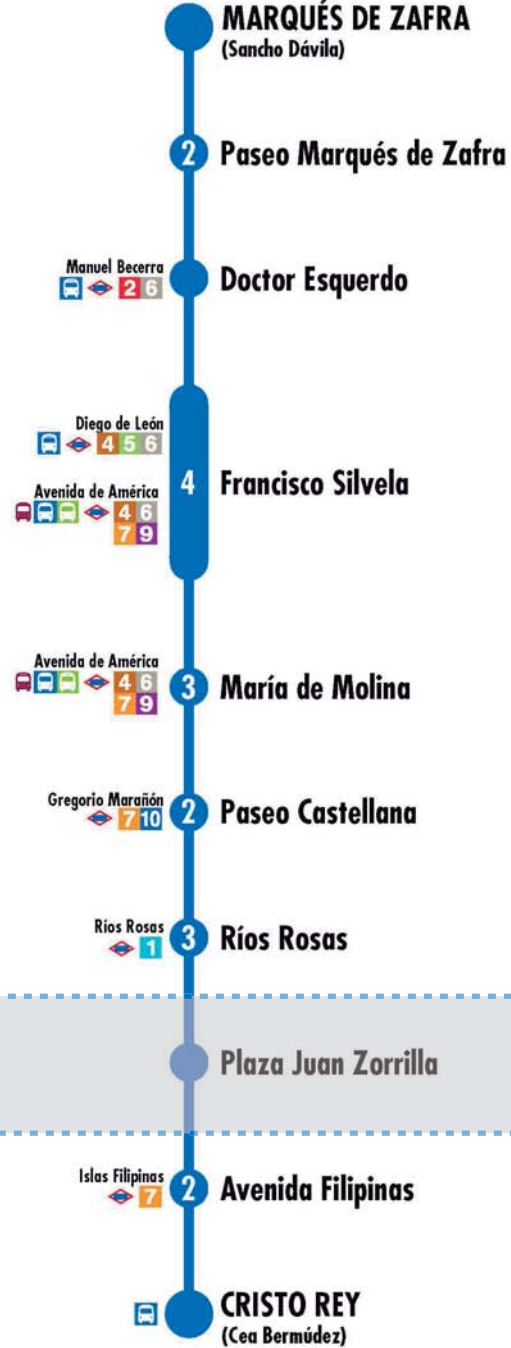 MARQUÉS DE ZAFRA
(Sancho Dávila)
2 Paseo Marqués de Zafra
Manuel Becerra
2 6
Doctor Esquerdo
Diego de León
4 5 6
Avenida de América
4 6
7 9
4 Francisco Silvela
Avenida de América
4 6
7 9
3 María de Molina
Gregorio Marañón
7 10
2 Paseo Castellana
Ríos Rosas
1
3 Ríos Rosas
Plaza Juan Zorrilla
Islas Filipinas
7
2 Avenida Filipinas
CRISTO REY
(Cea Bermúdez)